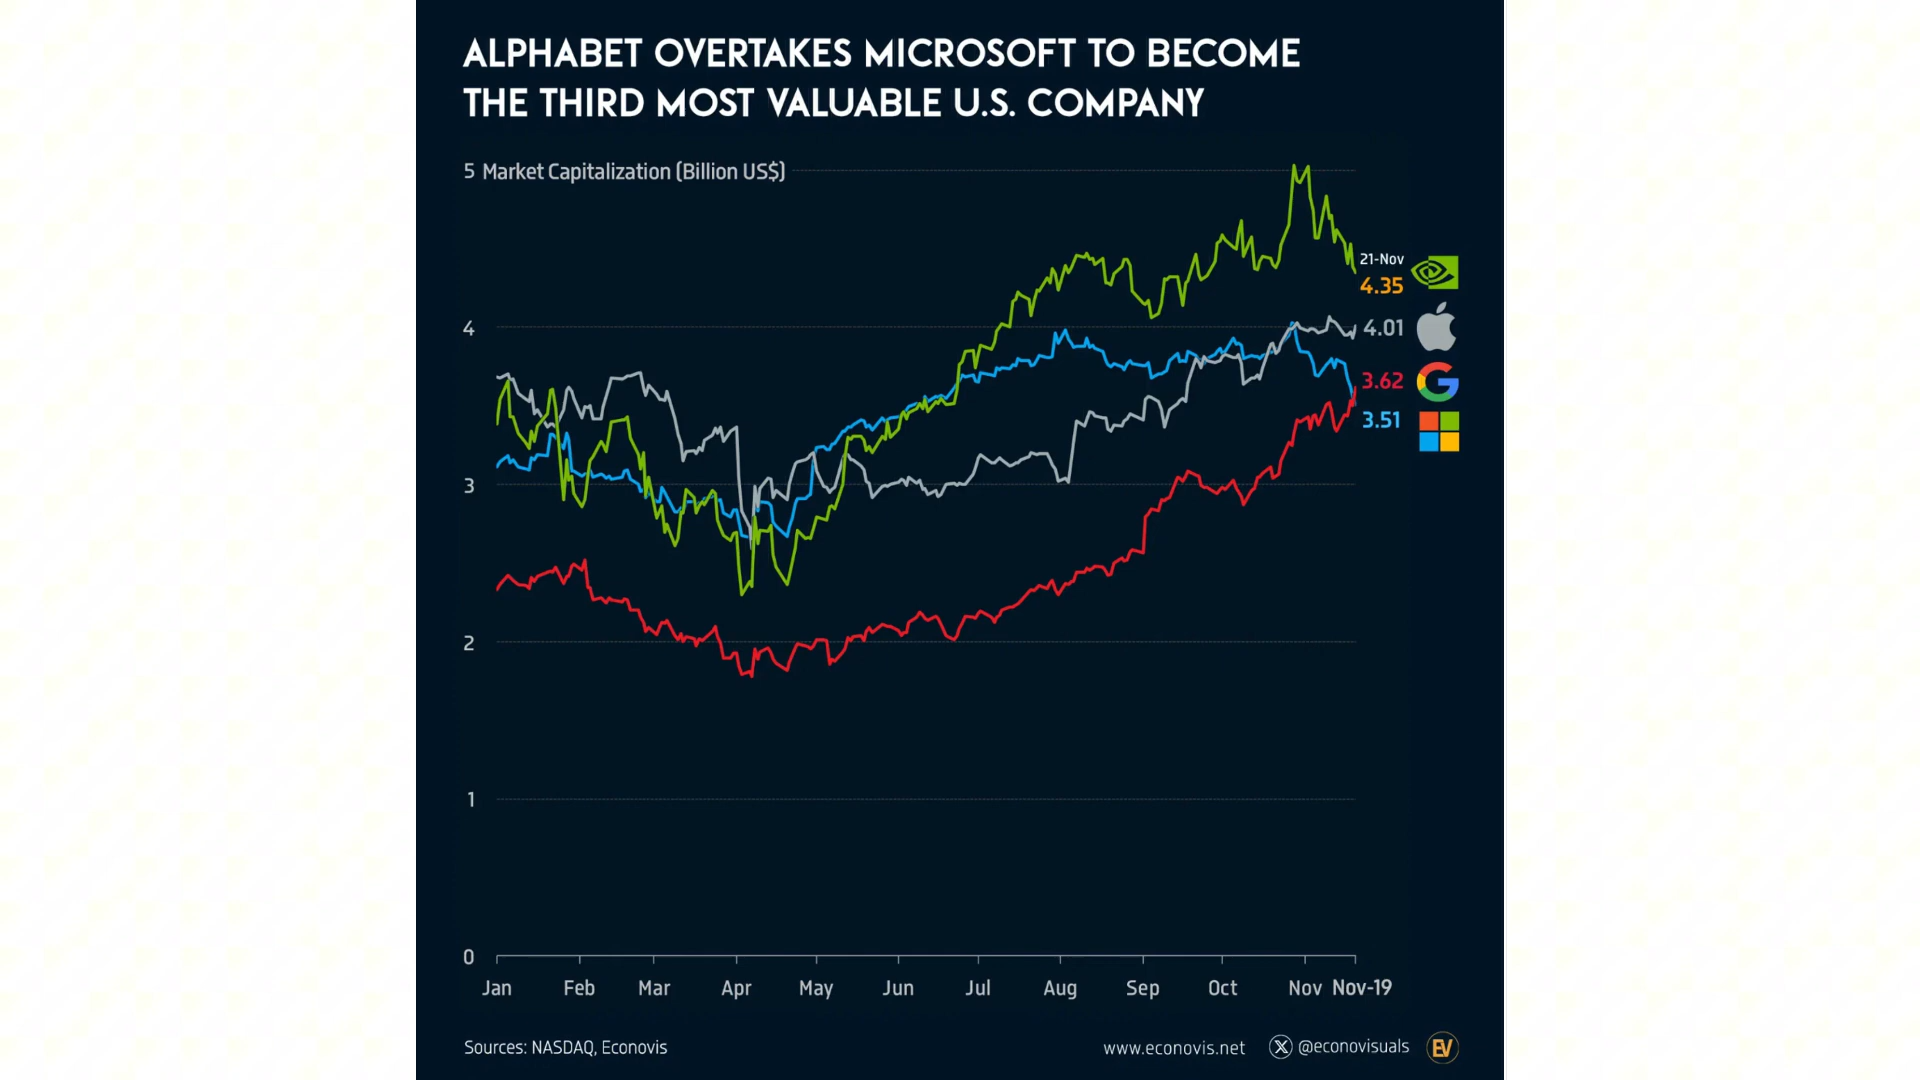 ALPHABET OVERTAKES MICROSOFT TO BECOME
THE THIRD MOST VALUABLE U.S. COMPANY
5 Market Capitalization (Billion US$)
21-Nov
4.35
4
4.01
3.62
3.51
3
2
1
0
Jan Feb Mar Apr May Jun Jul Aug Sep Oct Nov Nov-19
Sources: NASDAQ, Econovis
www.econovis.net @econovisuals EV